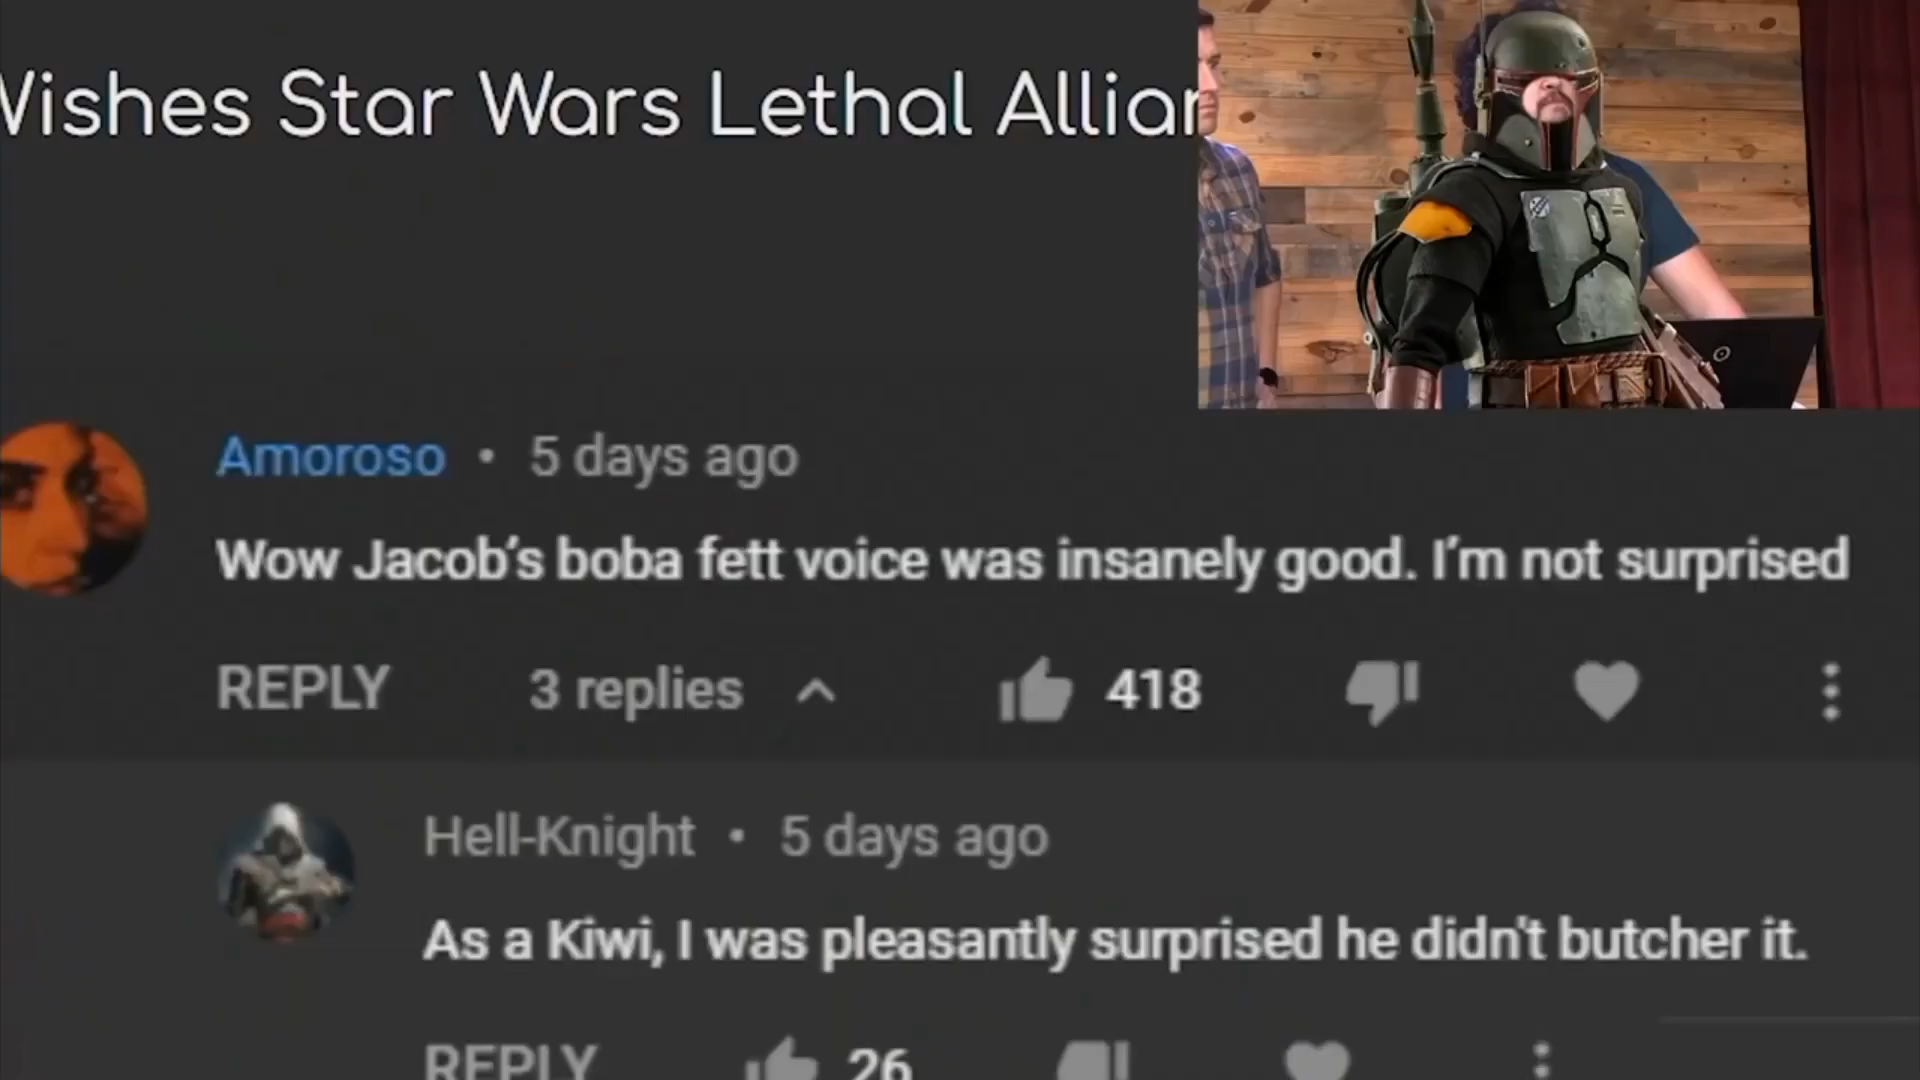 Wishes Star Wars Lethal
Amoroso • 5 days ago
Wow Jacob's boba fett voice was insanely good. I'm not surprised
REPLY 3 replies 418
Hell-Knight • 5 days ago
As a Kiwi, I was pleasantly surprised he didn't butcher it.
REPLY 26